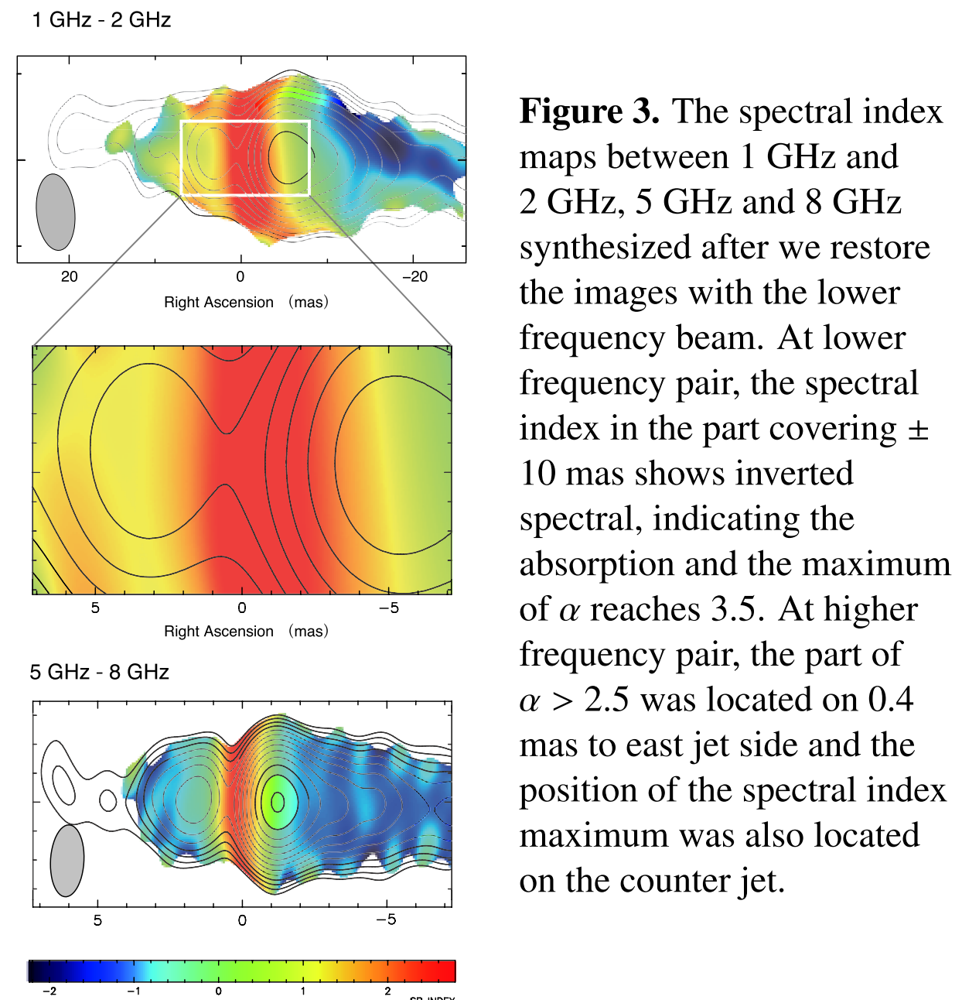 1 GHz - 2 GHz
20 0 −20
Right Ascension (mas)
5 0 −5
Right Ascension (mas)
5 GHz - 8 GHz
5 0 −5
−2 −1 0 1 2
SP INDEX
Figure 3. The spectral index
maps between 1 GHz and
2 GHz, 5 GHz and 8 GHz
synthesized after we restore
the images with the lower
frequency beam. At lower
frequency pair, the spectral
index in the part covering ±
10 mas shows inverted
spectral, indicating the
absorption and the maximum
of α reaches 3.5. At higher
frequency pair, the part of
α > 2.5 was located on 0.4
mas to east jet side and the
position of the spectral index
maximum was also located
on the counter jet.